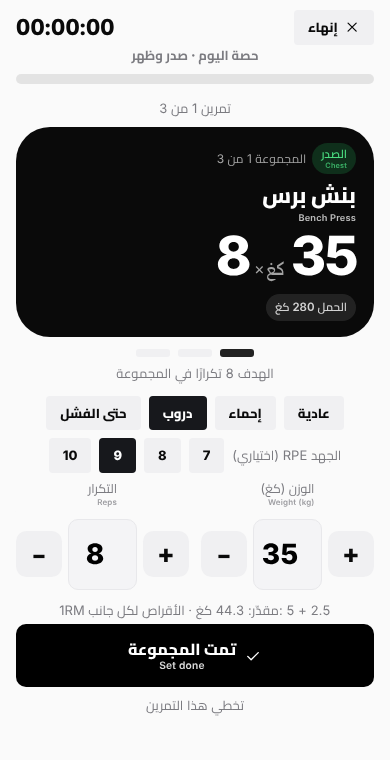 إنهاء
00:00:00
حصة اليوم · صدر وظهر
تمرين 1 من 3
الصدر
Chest
المجموعة 1 من 3
بنش برس
Bench Press
35 كغ × 8
الحمل 280 كغ
الهدف 8 تكرارًا في المجموعة
عادية
إحماء
دروب
حتى الفشل
الجهد RPE (اختياري)
7
8
9
10
الوزن (كغ)
Weight (kg)
التكرار
Reps
+
35
−
+
8
−
1RM مقدّر: 44.3 كغ · الأقراص لكل جانب: 5 + 2.5
تمت المجموعة
Set done
تخطي هذا التمرين